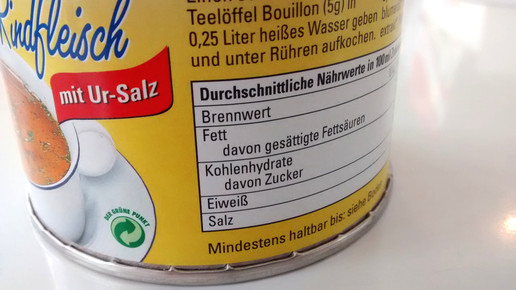 Rindfleisch
mit Ur-Salz
Teelöffel Bouillon (5g) in
0,25 Liter heißes Wasser geben
und unter Rühren aufkochen.
Durchschnittliche Nährwerte in 100 ml
Brennwert
Fett
davon gesättigte Fettsäuren
Kohlenhydrate
davon Zucker
Eiweiß
Salz
Mindestens haltbar bis: siehe
DER GRÜNE PUNKT